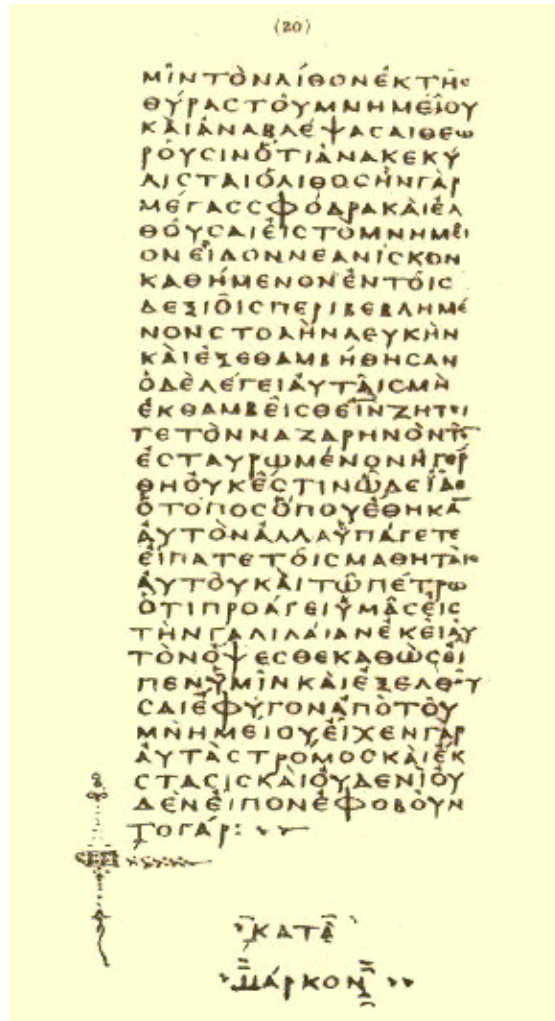 (20)
ΜΙΝΤΟΝΛΙΘΟΝΕΚΤΗϹ
ΘΥΡΑϹΤΟΥΜΝΗΜΕΙΟΥ
ΚΑΙΑΝΑΒΛΕΨΑϹΑΙΘΕΩ
ΡΟΥϹΙΝΟΤΙΑΝΑΚΕΚΥ
ΛΙϹΤΑΙΟΛΙΘΟϹΗΝΓΑΡ
ΜΕΓΑϹϹΦΟΔΡΑΚΑΙΕΛ
ΘΟΥϹΑΙΕΙϹΤΟΜΝΗΜΕΙ
ΟΝΕΙΔΟΝΝΕΑΝΙϹΚΟΝ
ΚΑΘΗΜΕΝΟΝΕΝΤΟΙϹ
ΔΕΞΙΟΙϹΠΕΡΙΒΕΒΛΗΜΕ
ΝΟΝϹΤΟΛΗΝΛΕΥΚΗΝ
ΚΑΙΕΞΕΘΑΜΒΗΘΗϹΑΝ
ΟΔΕΛΕΓΕΙΑΥΤΑΙϹΜΗ
ΕΚΘΑΜΒΕΙϹΘΕΙΝΖΗΤΕΙ
ΤΕΤΟΝΝΑΖΑΡΗΝΟΝΤΟ
ΕϹΤΑΥΡΩΜΕΝΟΝΗΓΕΡ
ΘΗΟΥΚΕϹΤΙΝΩΔΕΙΔΕ
ΟΤΟΠΟϹΟΠΟΥΕΘΗΚΑ̅
ΑΥΤΟΝΑΛΛΑΥΠΑΓΕΤΕ
ΕΙΠΑΤΕΤΟΙϹΜΑΘΗΤΑΙϹ
ΑΥΤΟΥΚΑΙΤΩΠΕΤΡΩ
ΟΤΙΠΡΟΑΓΕΙΥΜΑϹΕΙϹ
ΤΗΝΓΑΛΙΛΑΙΑΝΕΚΕΙΑΥ
ΤΟΝΟΨΕϹΘΕΚΑΘΩϹΕΙ
ΠΕΝΥΜΙΝΚΑΙΕΞΕΛΘΟΥ
ϹΑΙΕΦΥΓΟΝΑΠΟΤΟΥ
ΜΝΗΜΕΙΟΥΕΙΧΕΝΓΑΡ
ΑΥΤΑϹΤΡΟΜΟϹΚΑΙΕΚ
ϹΤΑϹΙϹΚΑΙΟΥΔΕΝΙΟΥ
ΔΕΝΕΙΠΟΝΕΦΟΒΟΥΝ
ΤΟΓΑΡ:
ΚΑΤΑ
ΜΑΡΚΟΝ